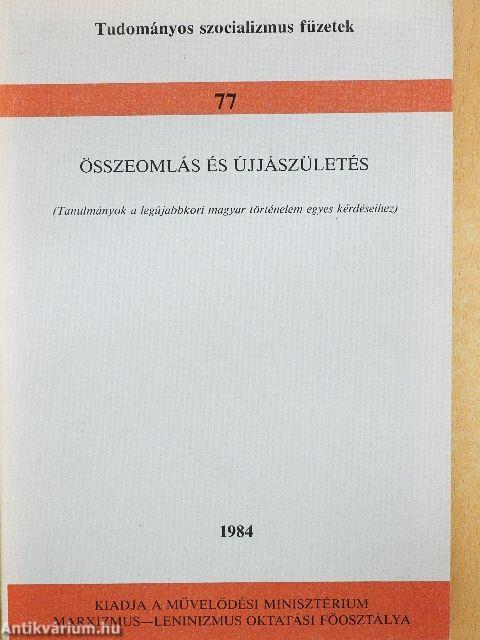 Tudományos szocializmus füzetek
77
ÖSSZEOMLÁS ÉS ÚJJÁSZÜLETÉS
(Tanulmányok a legújabbkori magyar történelem egyes kérdéseihez)
1984
KIADJA A MŰVELŐDÉSI MINISZTÉRIUM
MARXIZMUS—LENINIZMUS OKTATÁSI FŐOSZTÁLYA
Antikvárium.hu